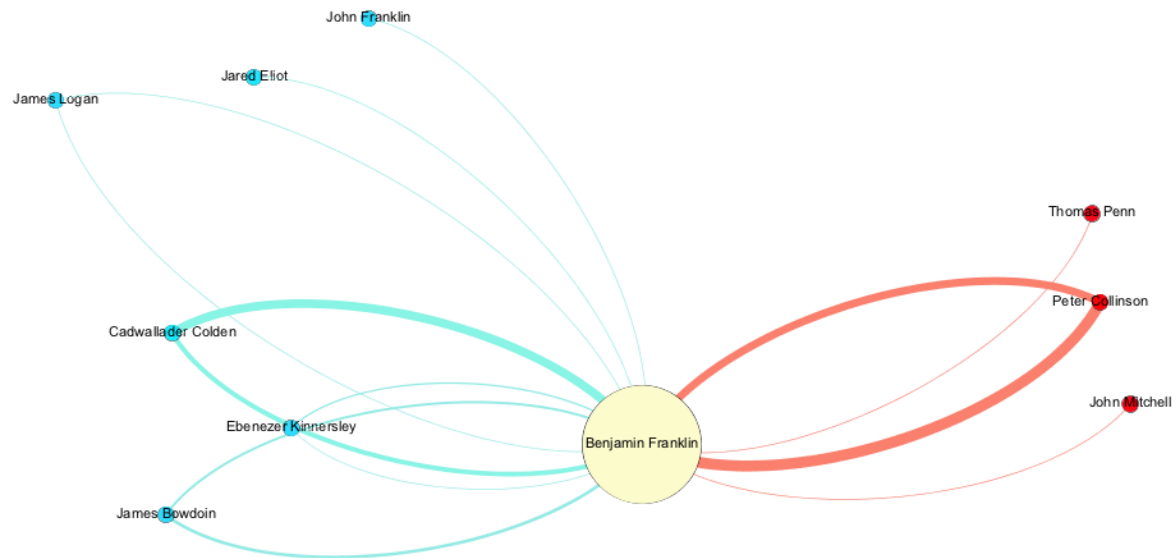 John Franklin
Jared Eliot
James Logan
Thomas Penn
Peter Collinson
Cadwallader Colden
John Mitchell
Ebenezer Kinnersley
Benjamin Franklin
James Bowdoin